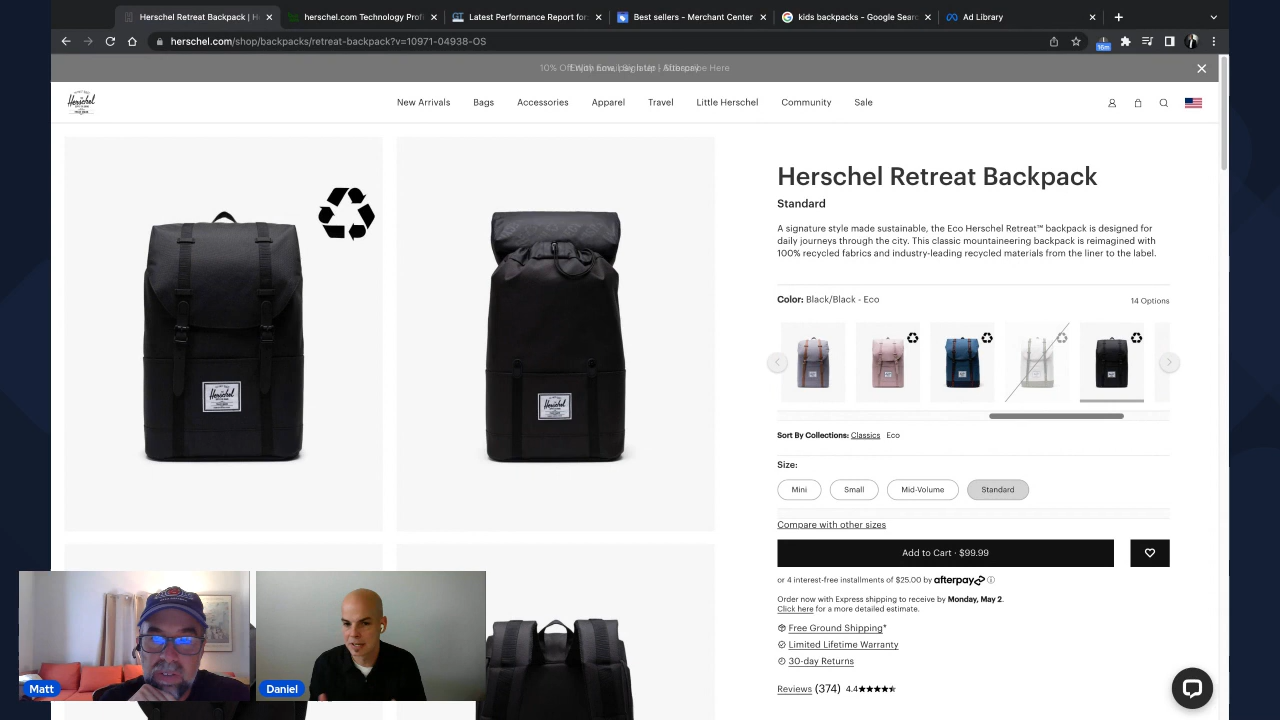 Herschel Retreat Backpack | H
herschel.com Technology Profi
Latest Performance Report for:
Best sellers - Merchant Center
kids backpacks - Google Searc
Ad Library
herschel.com/shop/backpacks/retreat-backpack?v=10971-04938-OS
16m
Herschel
New Arrivals
Bags
Accessories
Apparel
Travel
Little Herschel
Community
Sale
Herschel Retreat Backpack
Standard
A signature style made sustainable, the Eco Herschel Retreat™ backpack is designed for
daily journeys through the city. This classic mountaineering backpack is reimagined with
100% recycled fabrics and industry-leading recycled materials from the liner to the label.
Color: Black/Black - Eco
14 Options
Sort By Collections: Classics Eco
Size:
Mini
Small
Mid-Volume
Standard
Compare with other sizes
Add to Cart · $99.99
or 4 interest-free installments of $25.00 by afterpay
Order now with Express shipping to receive by Monday, May 2.
Click here for a more detailed estimate.
Free Ground Shipping*
Limited Lifetime Warranty
30-day Returns
Reviews (374) 4.4
Herschel
Herschel
Matt
Daniel